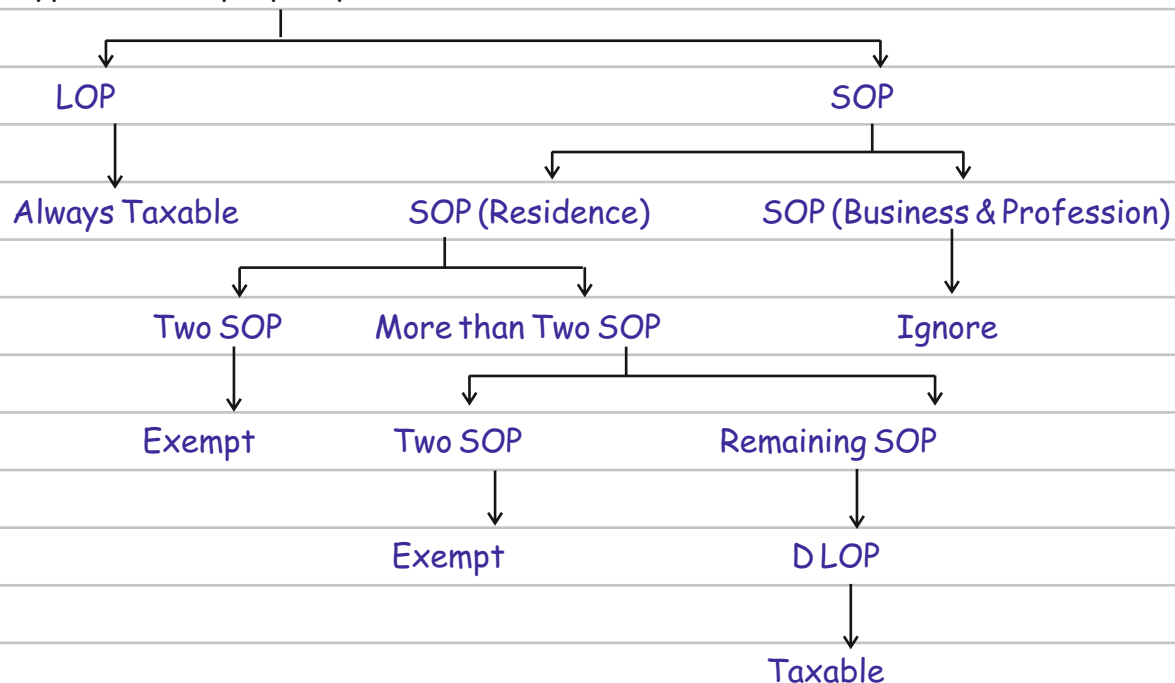 LOP SOP
Always Taxable SOP (Residence) SOP (Business & Profession)
Two SOP More than Two SOP Ignore
Exempt Two SOP Remaining SOP
Exempt D LOP
Taxable